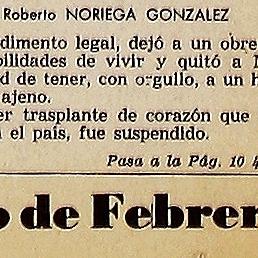 Roberto NORIEGA GONZALEZ
dimento legal, dejó a un obre
bilidades de vivir y quitó a
d de tener, con orgullo, a un h
ajeno.
er trasplante de corazón que
el país, fue suspendido.
Pasa a la Pág. 10
o de Febrer